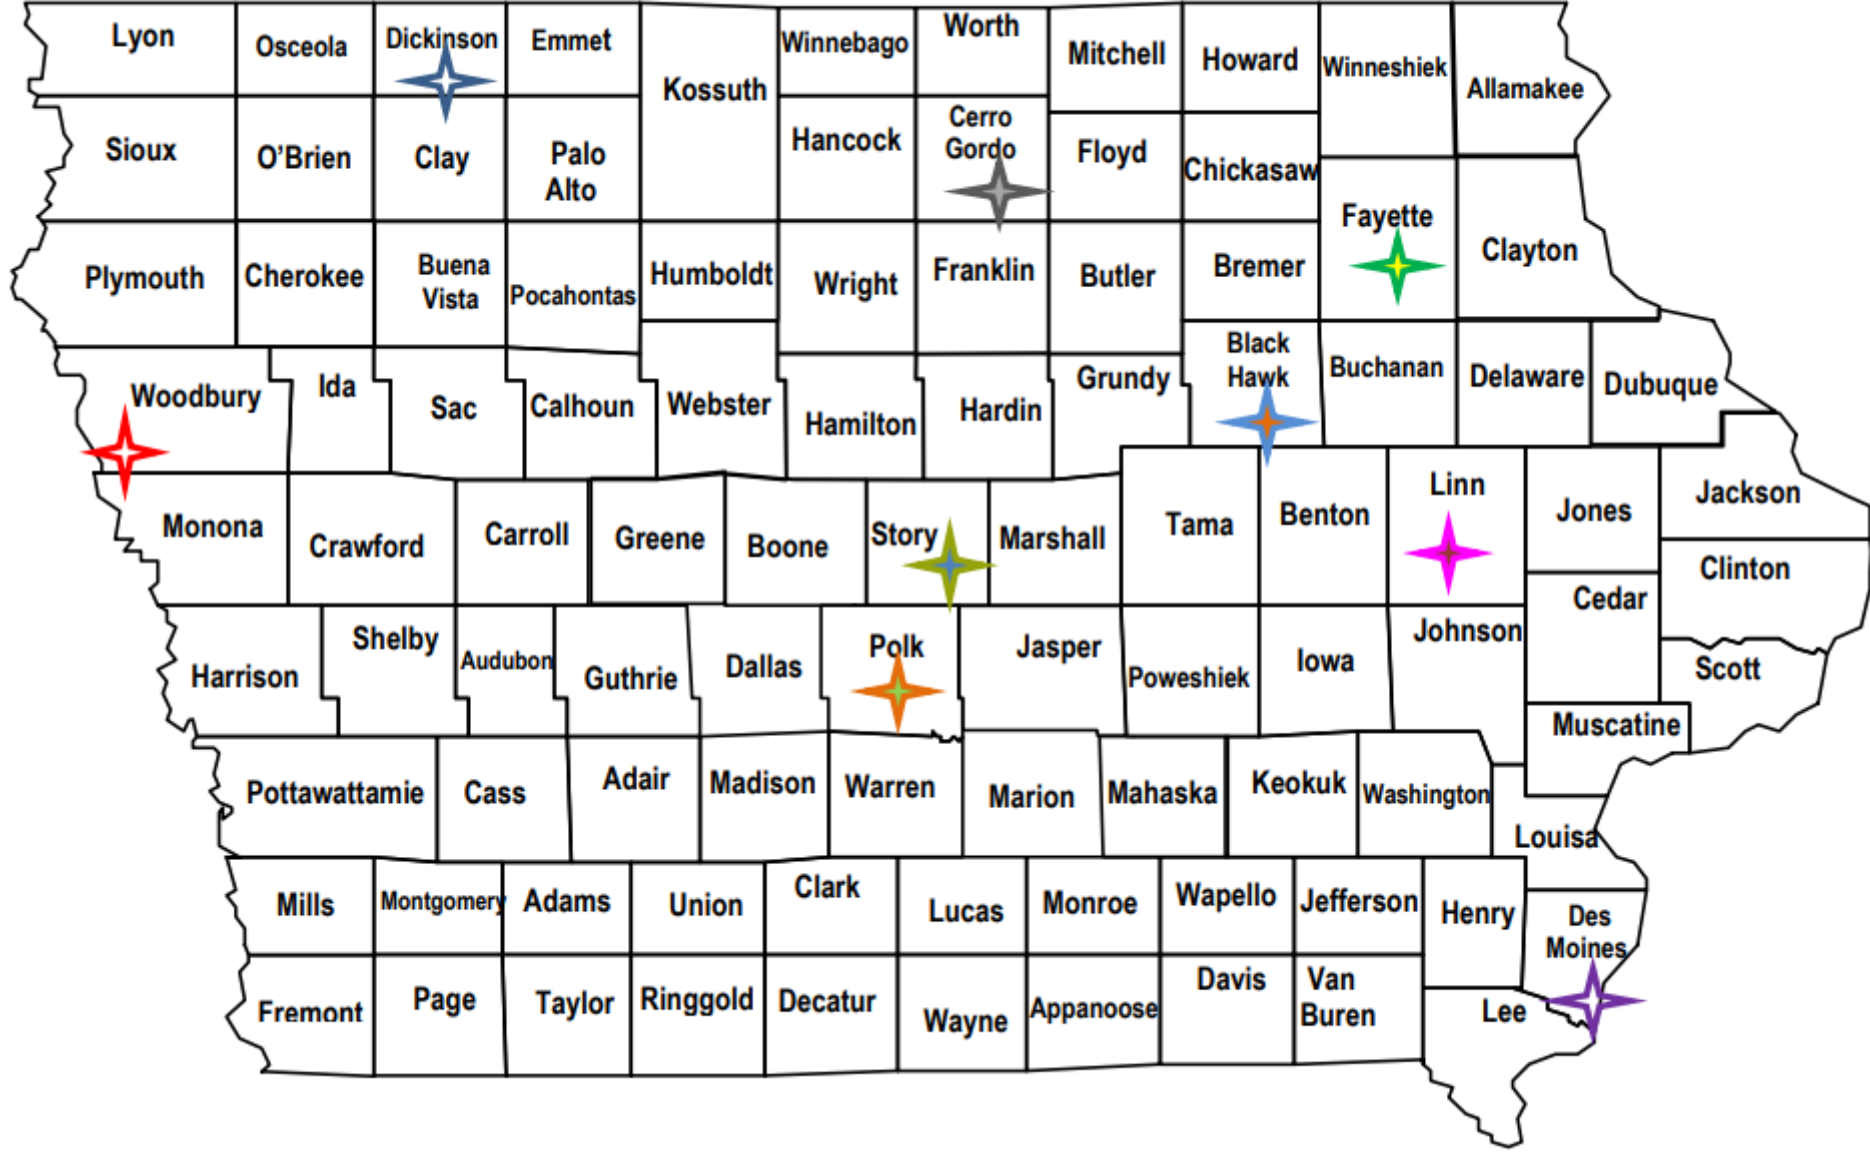 Lyon
Osceola
Dickinson
Emmet
Kossuth
Winnebago
Worth
Mitchell
Howard
Winneshiek
Allamakee
Sioux
O'Brien
Clay
Palo
Alto
Hancock
Cerro
Gordo
Floyd
Chickasaw
Fayette
Clayton
Plymouth
Cherokee
Buena
Vista
Pocahontas
Humboldt
Wright
Franklin
Butler
Bremer
Woodbury
Ida
Sac
Calhoun
Webster
Hamilton
Hardin
Grundy
Black
Hawk
Buchanan
Delaware
Dubuque
Monona
Crawford
Carroll
Greene
Boone
Story
Marshall
Tama
Benton
Linn
Jones
Jackson
Clinton
Cedar
Harrison
Shelby
Audubon
Guthrie
Dallas
Polk
Jasper
Poweshiek
Iowa
Johnson
Scott
Muscatine
Pottawattamie
Cass
Adair
Madison
Warren
Marion
Mahaska
Keokuk
Washington
Louisa
Mills
Montgomery
Adams
Union
Clark
Lucas
Monroe
Wapello
Jefferson
Henry
Des
Moines
Fremont
Page
Taylor
Ringgold
Decatur
Wayne
Appanoose
Davis
Van
Buren
Lee